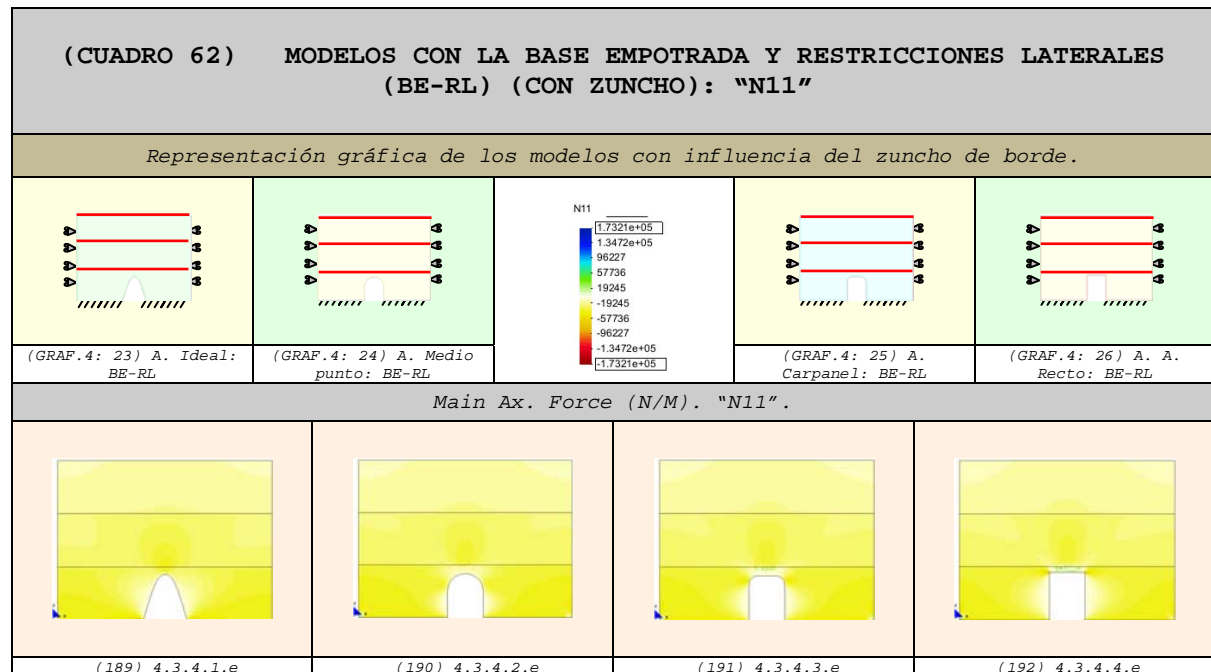 (CUADRO 62) MODELOS CON LA BASE EMPOTRADA Y RESTRICCIONES LATERALES
(BE-RL) (CON ZUNCHO): “N11”
Representación gráfica de los modelos con influencia del zuncho de borde.
N11
1.7321e+05
1.3472e+05
96227
57736
19245
-19245
-57736
-96227
-1.3472e+05
-1.7321e+05
(GRAF.4: 23) A. Ideal:
BE-RL
(GRAF.4: 24) A. Medio
punto: BE-RL
(GRAF.4: 25) A.
Carpanel: BE-RL
(GRAF.4: 26) A. A.
Recto: BE-RL
Main Ax. Force (N/M). “N11”.
(189) 4.3.4.1.e
(190) 4.3.4.2.e
(191) 4.3.4.3.e
(192) 4.3.4.4.e